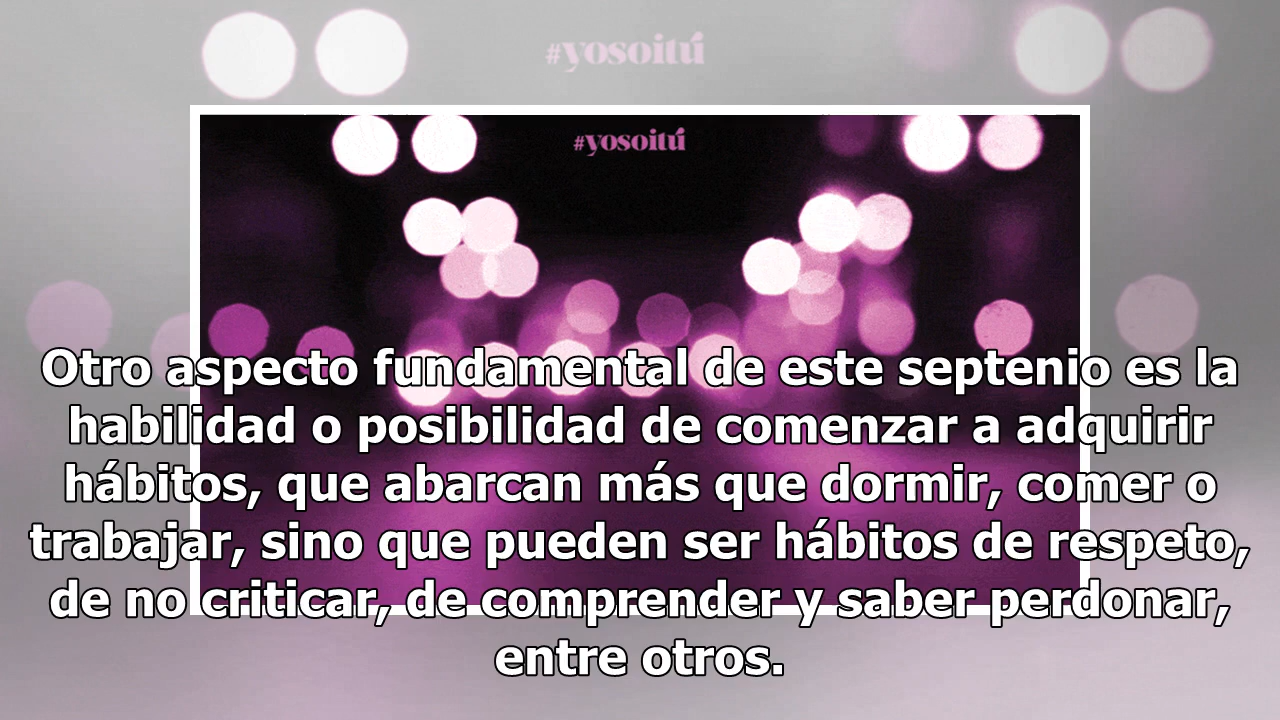 #yosoitú
#yosoitú
Otro aspecto fundamental de este septenio es la
habilidad o posibilidad de comenzar a adquirir
hábitos, que abarcan más que dormir, comer o
trabajar, sino que pueden ser hábitos de respeto,
de no criticar, de comprender y saber perdonar,
entre otros.